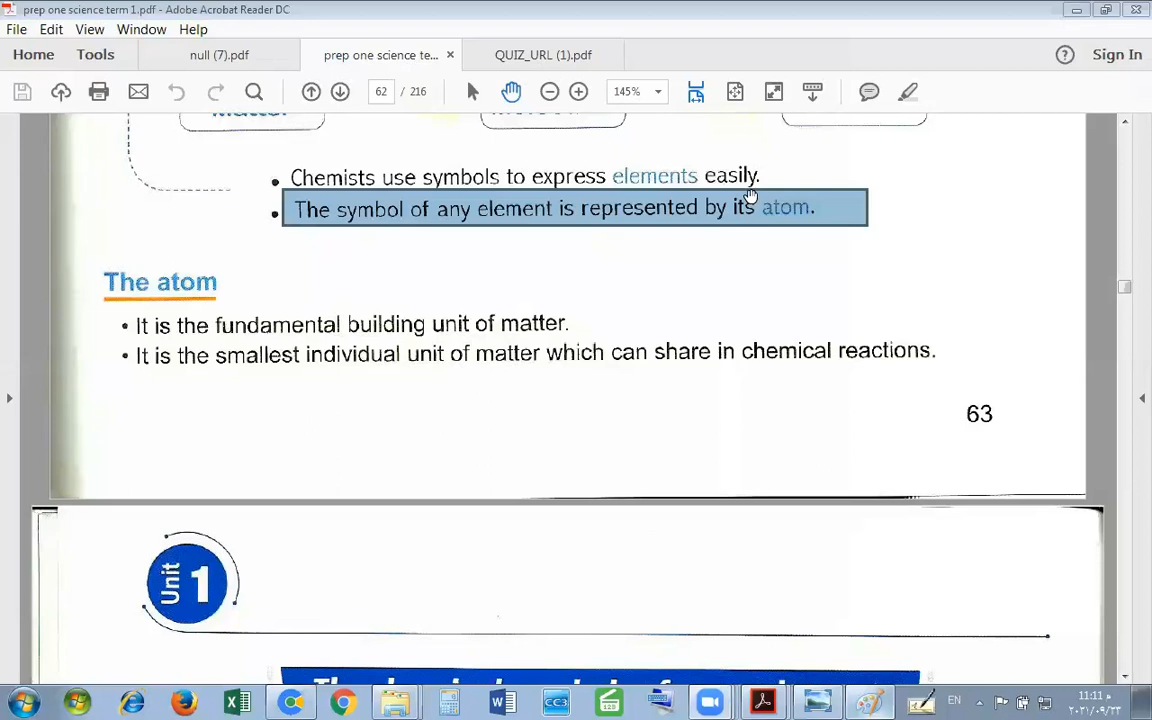 prep one science term 1.pdf - Adobe Acrobat Reader DC
File Edit View Window Help
Home Tools null (7).pdf prep one science te... × QUIZ_URL (1).pdf ? Sign In
62 / 216 145%
• Chemists use symbols to express elements easily.
• The symbol of any element is represented by its atom.
The atom
• It is the fundamental building unit of matter.
• It is the smallest individual unit of matter which can share in chemical reactions.
63
Unit 1
EN
م 11:11
٢٠٢١/٠٩/٢٣